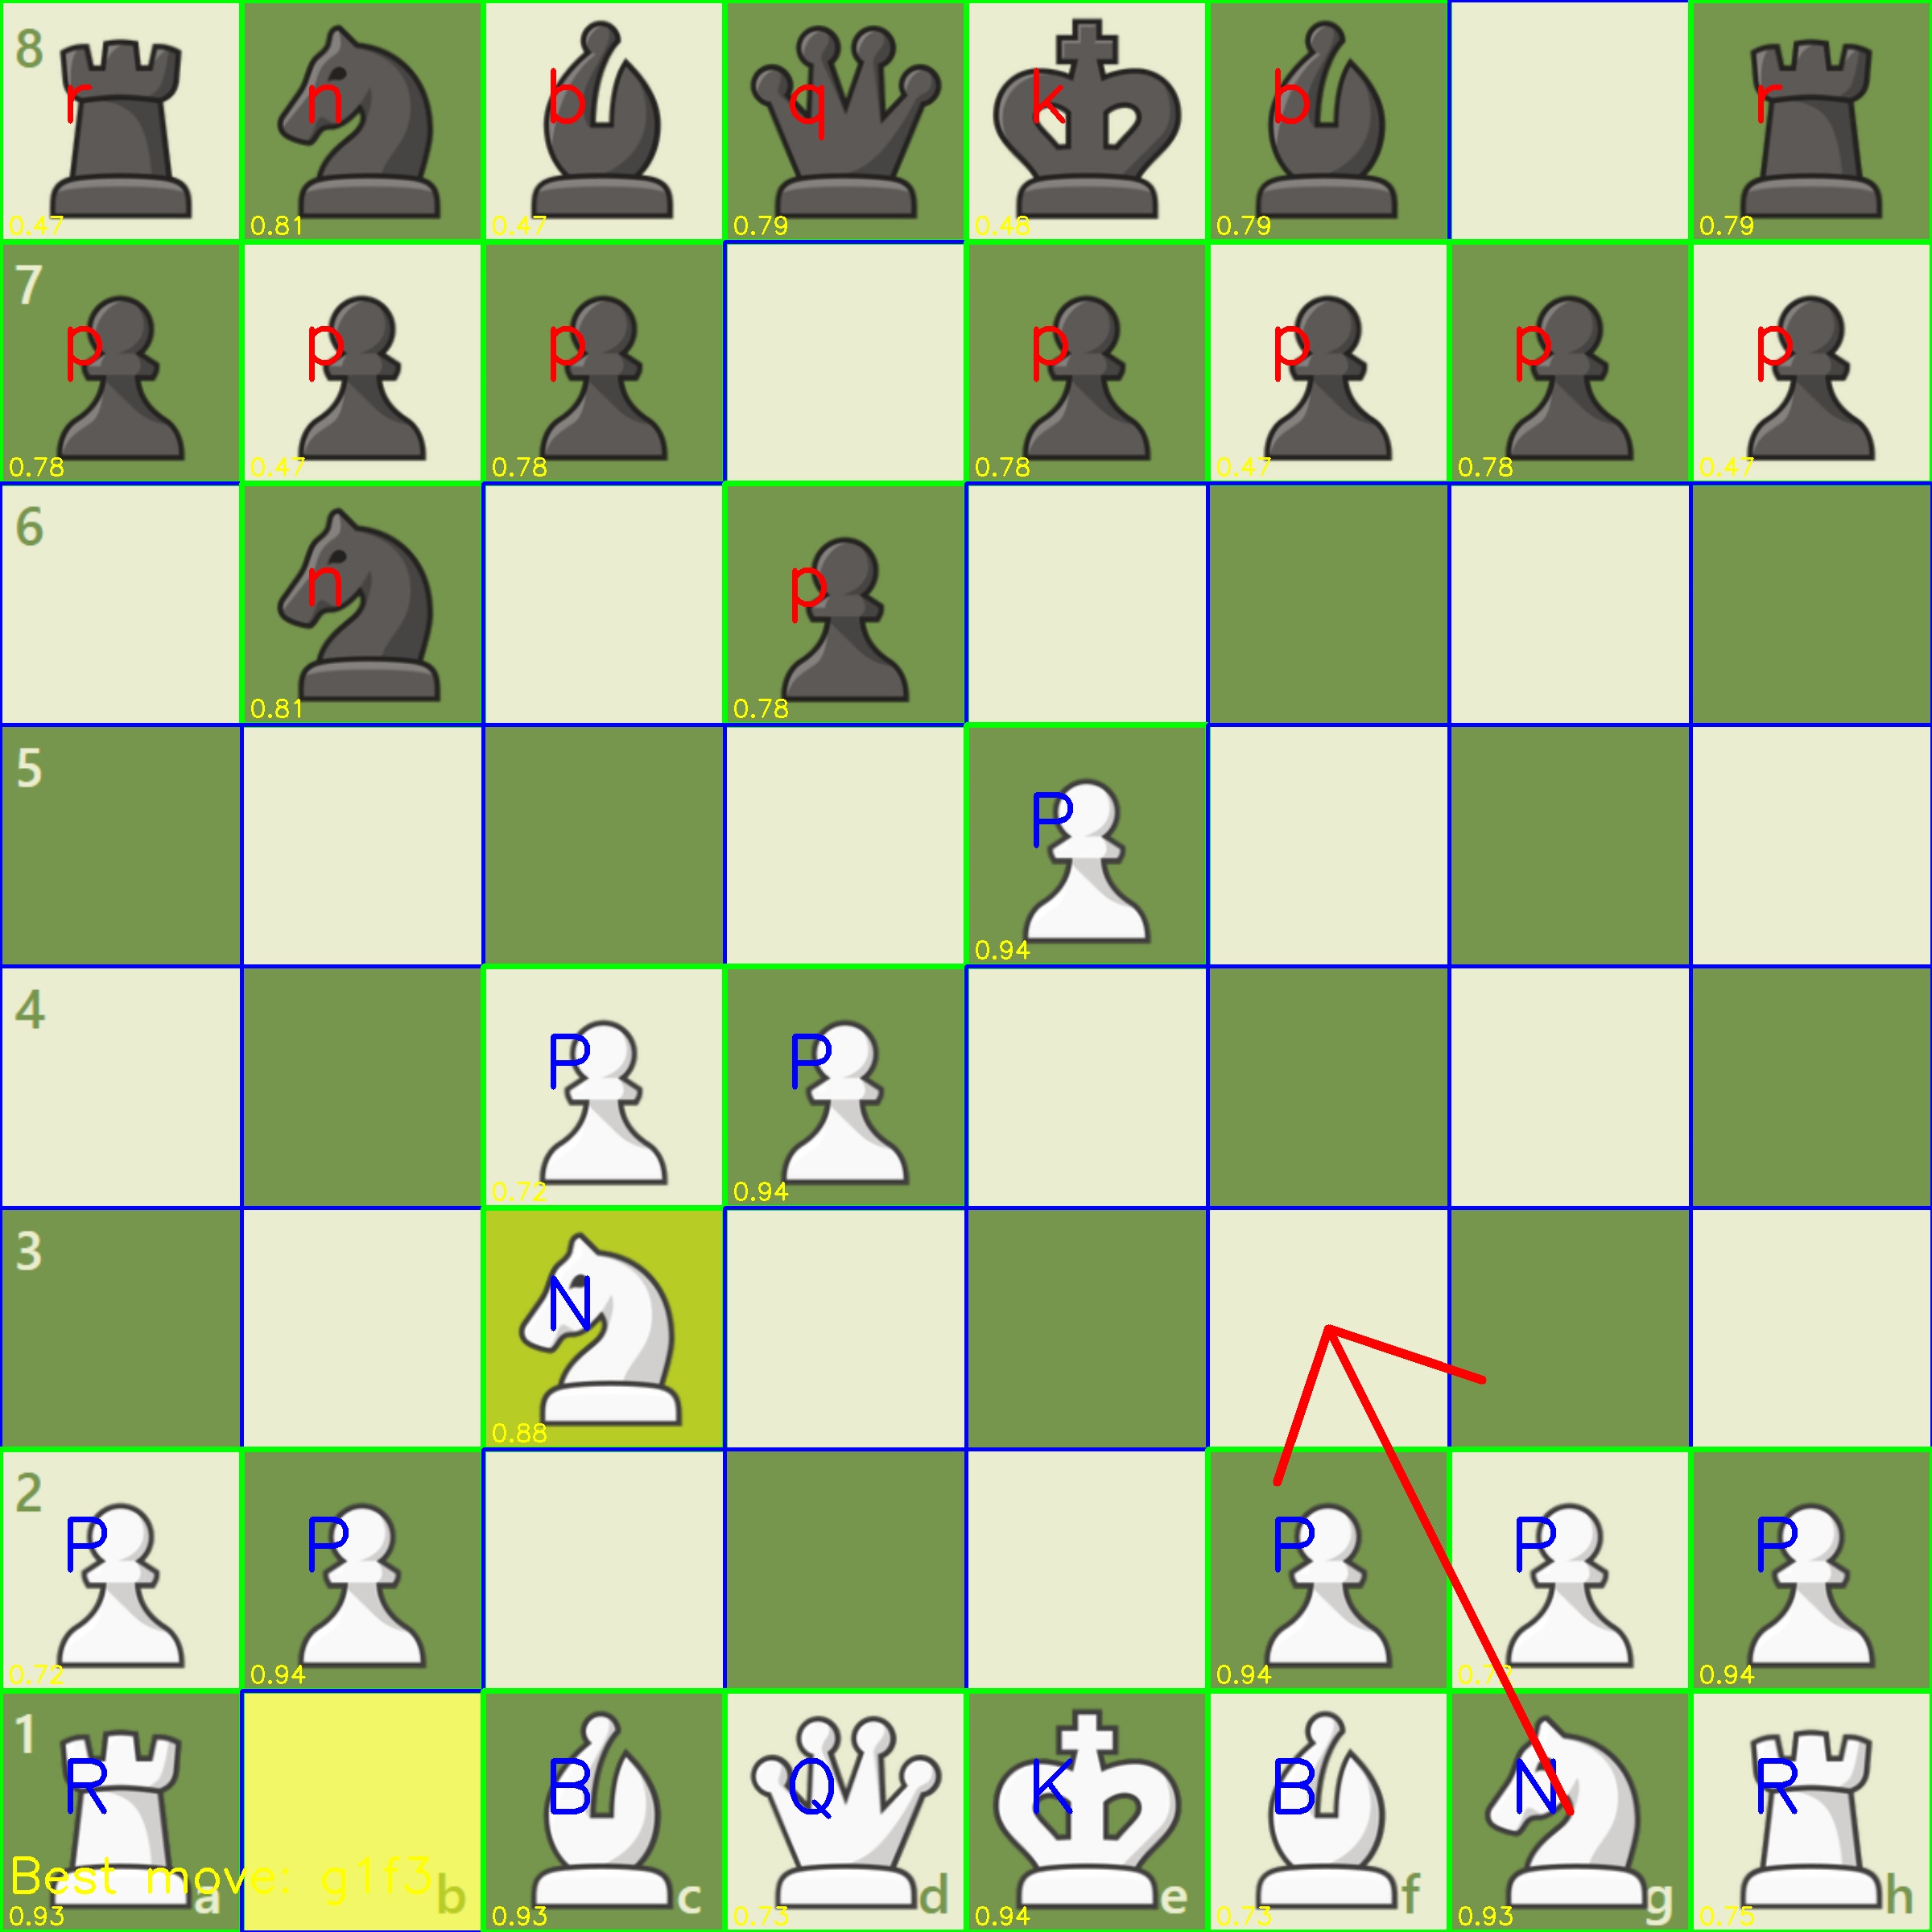 8 r n b q k b r
0.47 0.81 0.47 0.79 0.48 0.79 0.79
7 p p p p p p p
0.78 0.47 0.78 0.78 0.47 0.78 0.47
6 n p
0.81 0.78
5 P
0.94
4 P P
0.72 0.94
3 N
0.88
2 P P P P P
0.72 0.94 0.94 0.94
1 R B Q K B N R
Best move: g1f3
a b c d e f g h
0.93 0.93 0.73 0.94 0.73 0.93 0.75